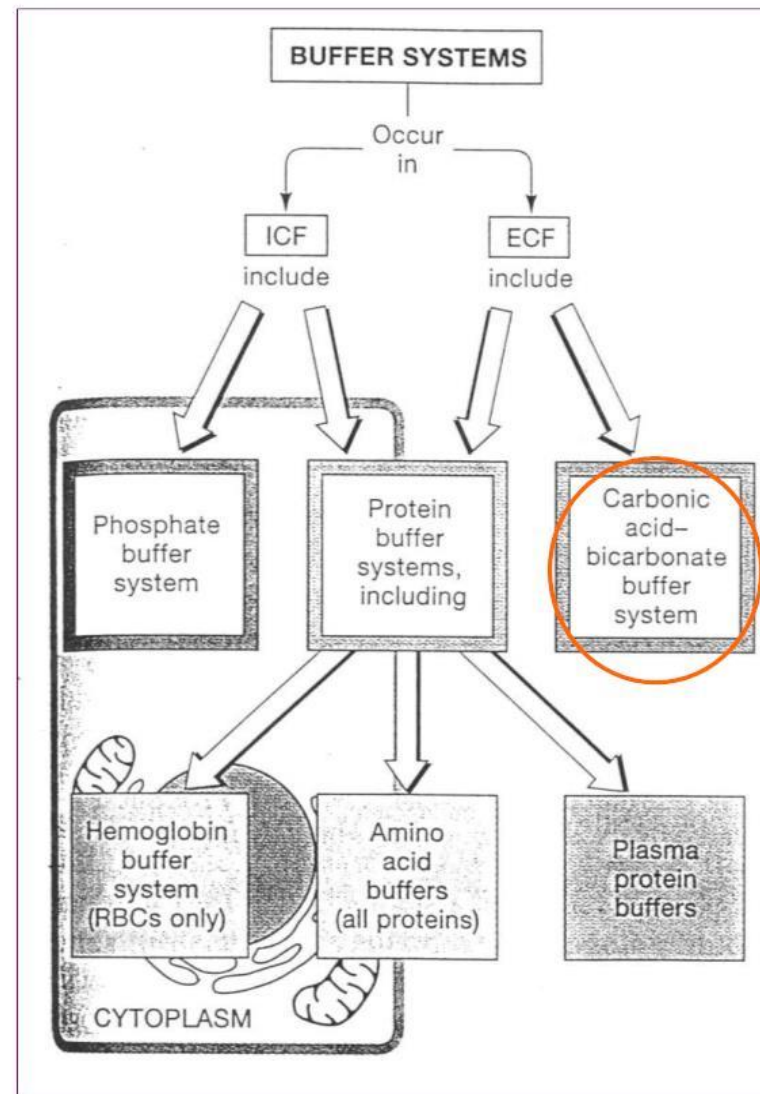 BUFFER SYSTEMS
Occur
in
ICF
ECF
include
include
Phosphate
buffer
system
Protein
buffer
systems,
including
Carbonic
acid–
bicarbonate
buffer
system
Hemoglobin
buffer
system
(RBCs only)
Amino
acid
buffers
(all proteins)
Plasma
protein
buffers
CYTOPLASM